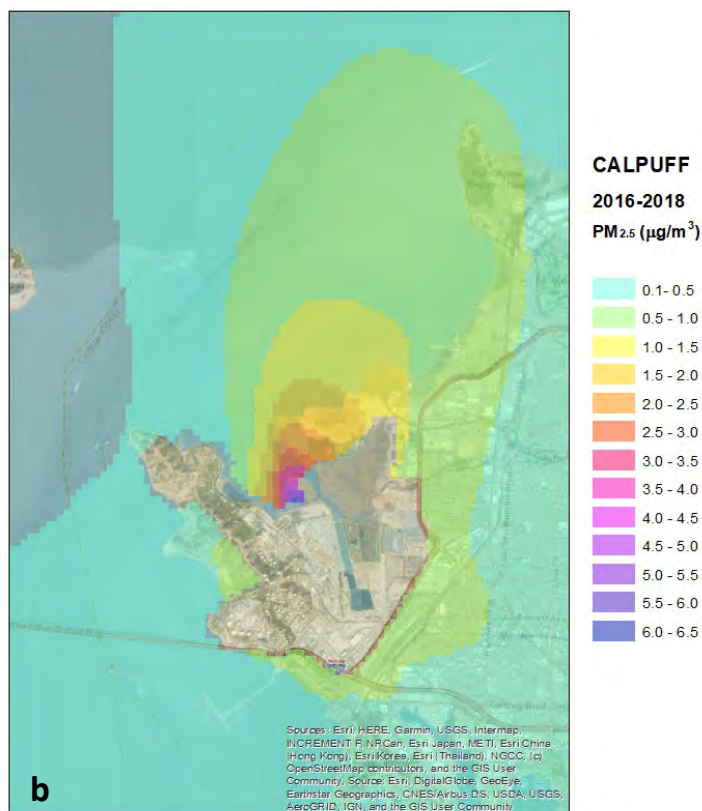 CALPUFF
2016-2018
PM2.5 (µg/m³)
0.1- 0.5
0.5 - 1.0
1.0 - 1.5
1.5 - 2.0
2.0 - 2.5
2.5 - 3.0
3.0 - 3.5
3.5 - 4.0
4.0 - 4.5
4.5 - 5.0
5.0 - 5.5
5.5 - 6.0
6.0 - 6.5
Sources: Esri, HERE, Garmin, USGS, Intermap,
INCREMENT P, NRCan, Esri Japan, METI, Esri China
(Hong Kong), Esri Korea, Esri (Thailand), NGCC, (c)
OpenStreetMap contributors, and the GIS User
Community, Source: Esri, DigitalGlobe, GeoEye,
Earthstar Geographics, CNES/Airbus DS, USDA, USGS,
AeroGRID, IGN, and the GIS User Community
b